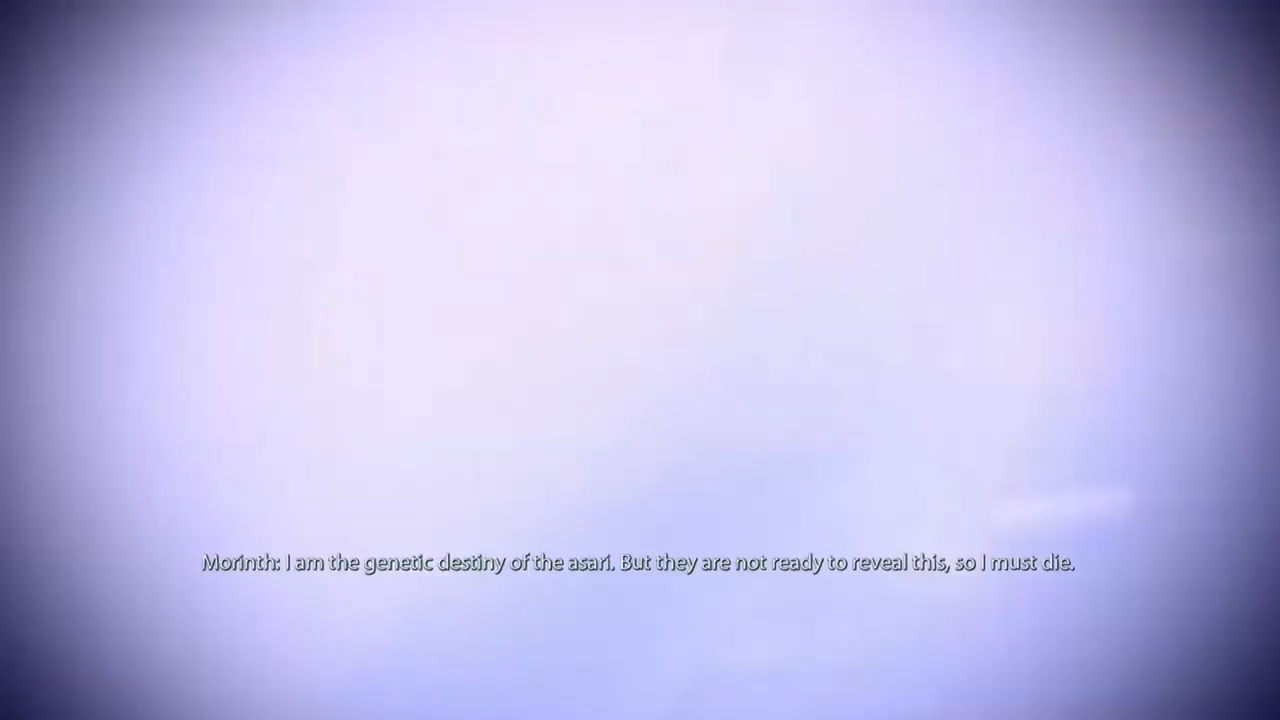 Morinth: I am the genetic destiny of the asari. But they are not ready to reveal this, so I must die.